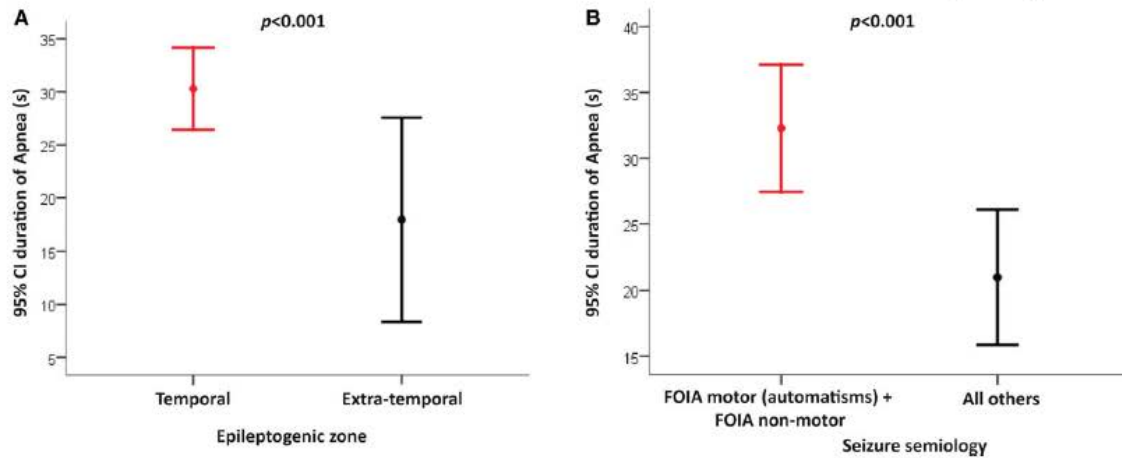 A
p<0.001
95% CI duration of Apnea (s)
35
30
25
20
15
10
5
Temporal
Extra-temporal
Epileptogenic zone
B
p<0.001
95% CI duration of Apnea (s)
40
35
30
25
20
15
FOIA motor (automatisms) +
FOIA non-motor
All others
Seizure semiology